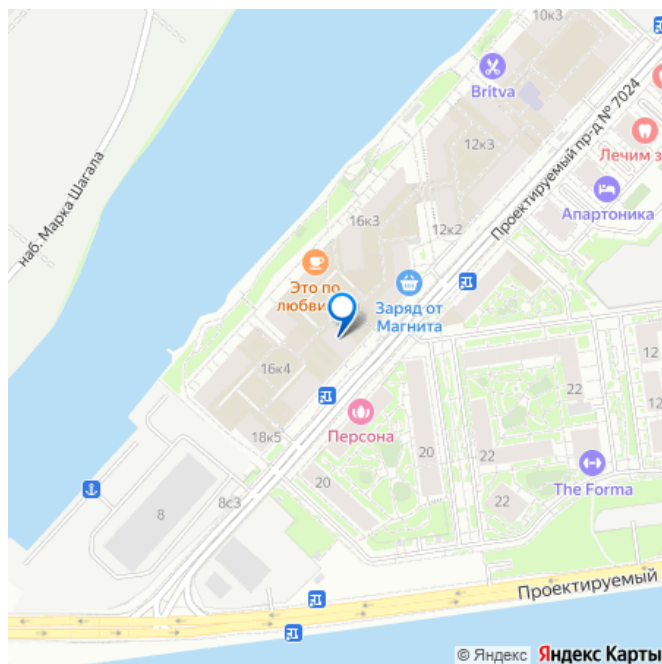 10к3
Britva
Проектируемый пр-д № 7024
12к3
Лечим з
наб. Марка Шагала
Апартоника
16к3
12к2
Это по
любви
Заряд от
Магнита
12
16к4
22
12
18к5
Персона
20
22
The Forma
20
22
8с3
8
Проектируемый
© Яндекс Яндекс Карты